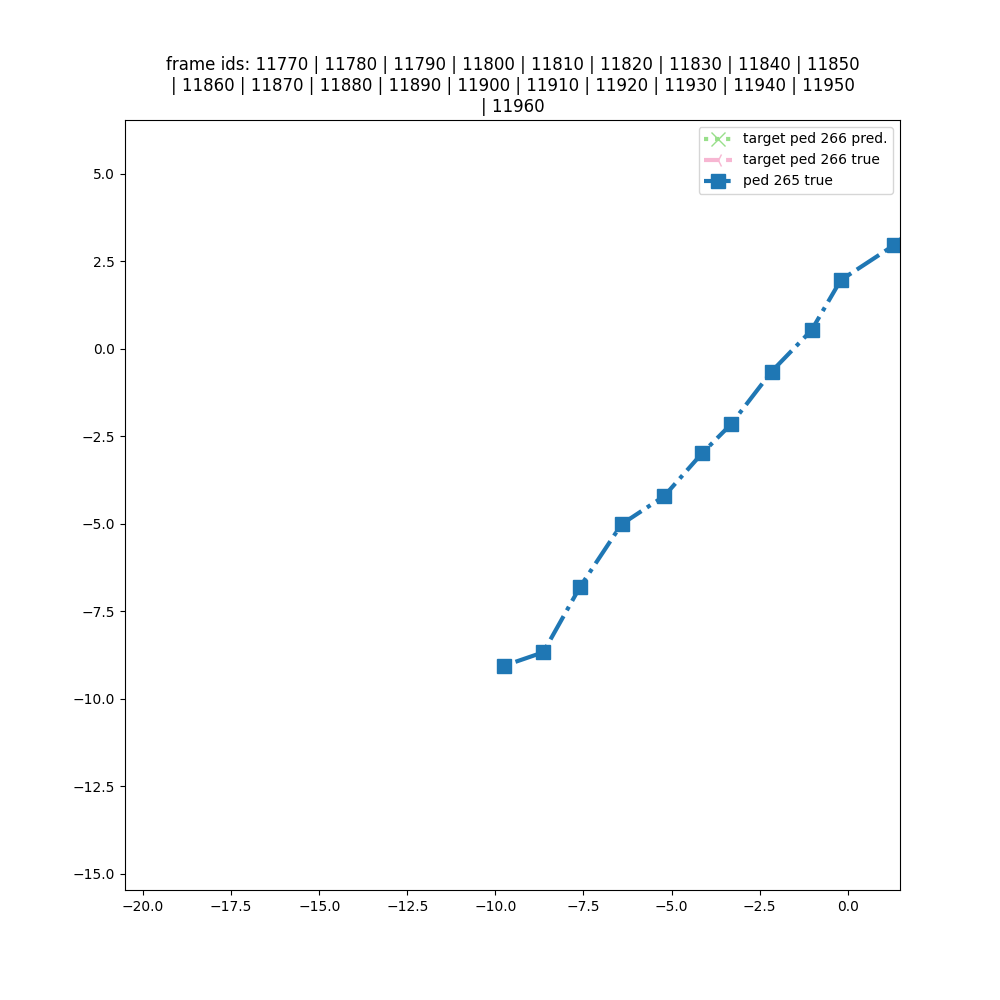 frame ids: 11770 | 11780 | 11790 | 11800 | 11810 | 11820 | 11830 | 11840 | 11850
| 11860 | 11870 | 11880 | 11890 | 11900 | 11910 | 11920 | 11930 | 11940 | 11950
| 11960
target ped 266 pred.
target ped 266 true
ped 265 true
5.0
2.5
0.0
−2.5
−5.0
−7.5
−10.0
−12.5
−15.0
−20.0 −17.5 −15.0 −12.5 −10.0 −7.5 −5.0 −2.5 0.0